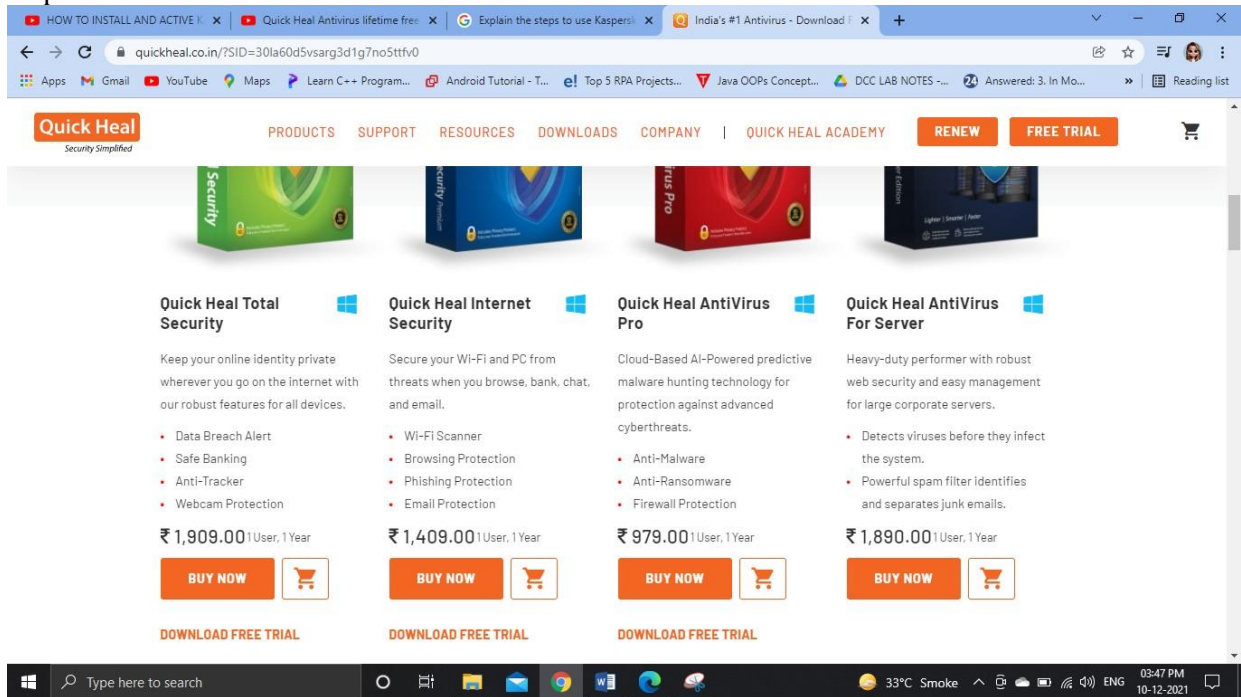 HOW TO INSTALL AND ACTIVE K
Quick Heal Antivirus lifetime free
Explain the steps to use Kaspersk
India's #1 Antivirus - Download F
quickheal.co.in/?SID=30la60d5vsarg3d1g7no5ttfv0
Apps Gmail YouTube Maps Learn C++ Program... Android Tutorial - T... Top 5 RPA Projects... Java OOPs Concept... DCC LAB NOTES -... Answered: 3. In Mo... » Reading list
Quick Heal
Security Simplified
PRODUCTS SUPPORT RESOURCES DOWNLOADS COMPANY | QUICK HEAL ACADEMY RENEW FREE TRIAL
Security
Security Premium
Virus Pro
Edition
Lighter | Smarter | Faster
Quick Heal Total
Security
Keep your online identity private
wherever you go on the internet with
our robust features for all devices.
• Data Breach Alert
• Safe Banking
• Anti-Tracker
• Webcam Protection
₹ 1,909.00 1 User, 1 Year
BUY NOW
DOWNLOAD FREE TRIAL
Quick Heal Internet
Security
Secure your Wi-Fi and PC from
threats when you browse, bank, chat,
and email.
• Wi-Fi Scanner
• Browsing Protection
• Phishing Protection
• Email Protection
₹ 1,409.00 1 User, 1 Year
BUY NOW
DOWNLOAD FREE TRIAL
Quick Heal AntiVirus
Pro
Cloud-Based AI-Powered predictive
malware hunting technology for
protection against advanced
cyberthreats.
• Anti-Malware
• Anti-Ransomware
• Firewall Protection
₹ 979.00 1 User, 1 Year
BUY NOW
DOWNLOAD FREE TRIAL
Quick Heal AntiVirus
For Server
Heavy-duty performer with robust
web security and easy management
for large corporate servers.
• Detects viruses before they infect
the system.
• Powerful spam filter identifies
and separates junk emails.
₹ 1,890.00 1 User, 1 Year
BUY NOW
Type here to search
33°C Smoke
ENG
03:47 PM
10-12-2021